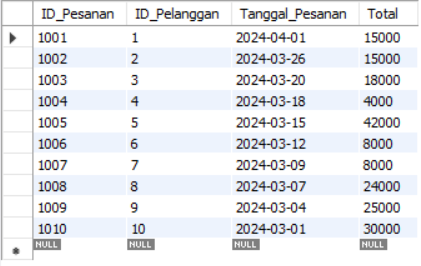 ID_Pesanan ID_Pelanggan Tanggal_Pesanan Total
1001 1 2024-04-01 15000
1002 2 2024-03-26 15000
1003 3 2024-03-20 18000
1004 4 2024-03-18 4000
1005 5 2024-03-15 42000
1006 6 2024-03-12 8000
1007 7 2024-03-09 8000
1008 8 2024-03-07 24000
1009 9 2024-03-04 25000
1010 10 2024-03-01 30000
NULL NULL NULL NULL